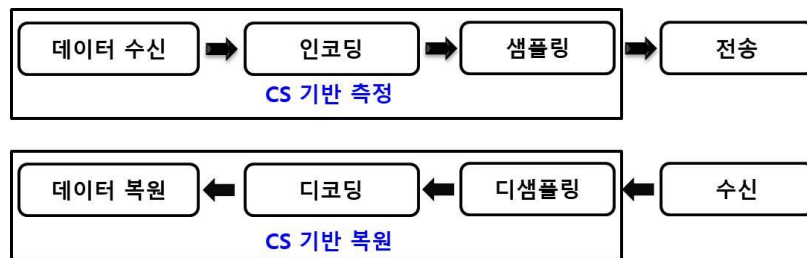 데이터 수신 인코딩 샘플링 전송
CS 기반 측정
데이터 복원 디코딩 디샘플링 수신
CS 기반 복원